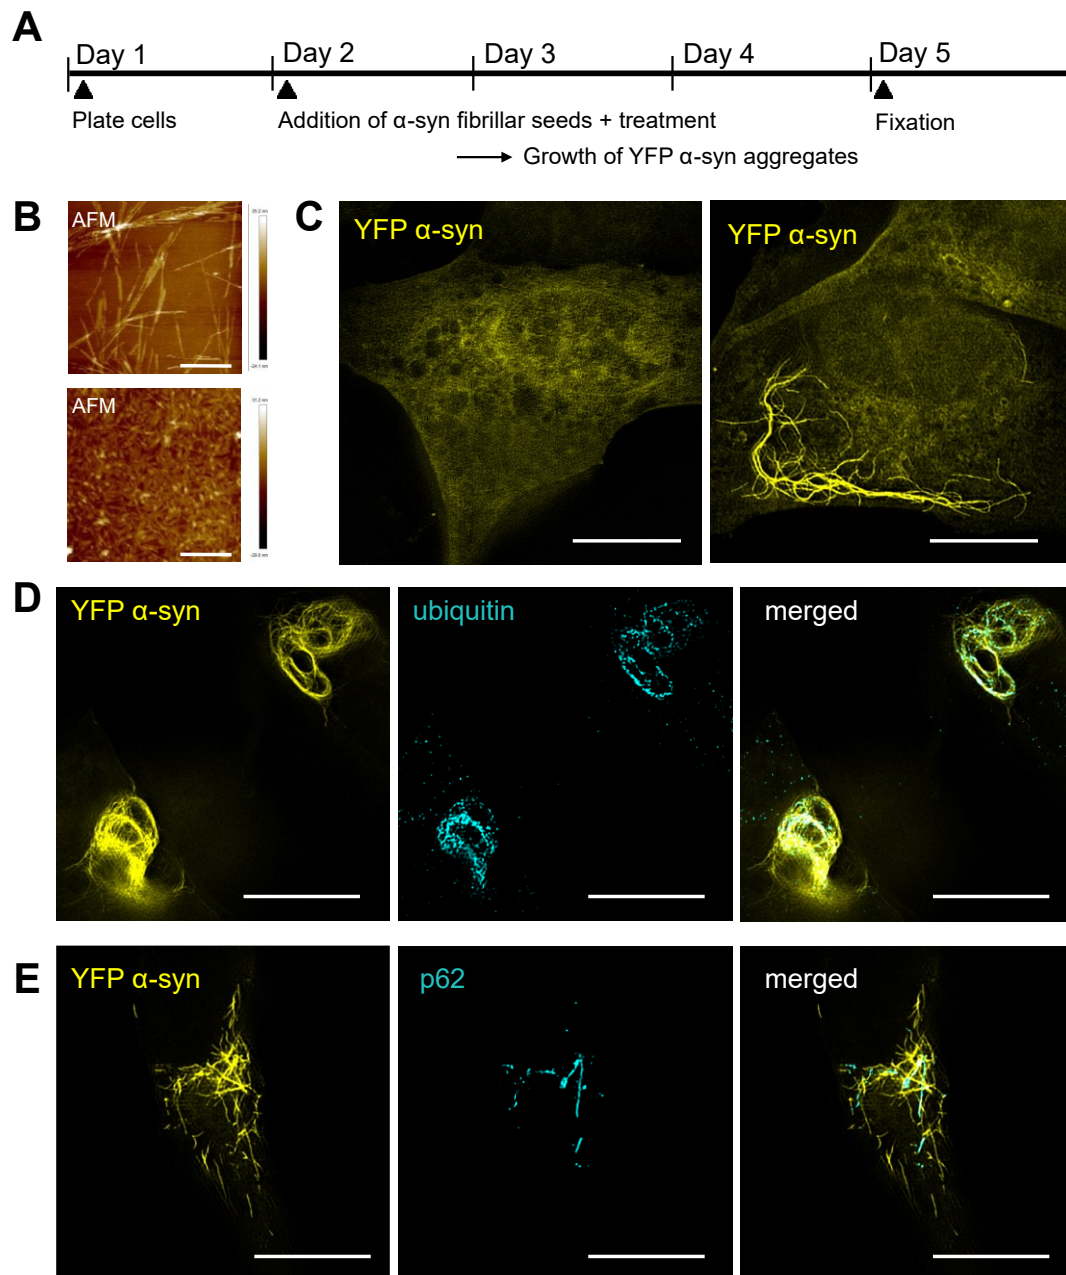 A
Day 1 Day 2 Day 3 Day 4 Day 5
Plate cells
Addition of α-syn fibrillar seeds + treatment
Fixation
Growth of YFP α-syn aggregates
B
AFM
AFM
C
YFP α-syn
YFP α-syn
D
YFP α-syn
ubiquitin
merged
E
YFP α-syn
p62
merged